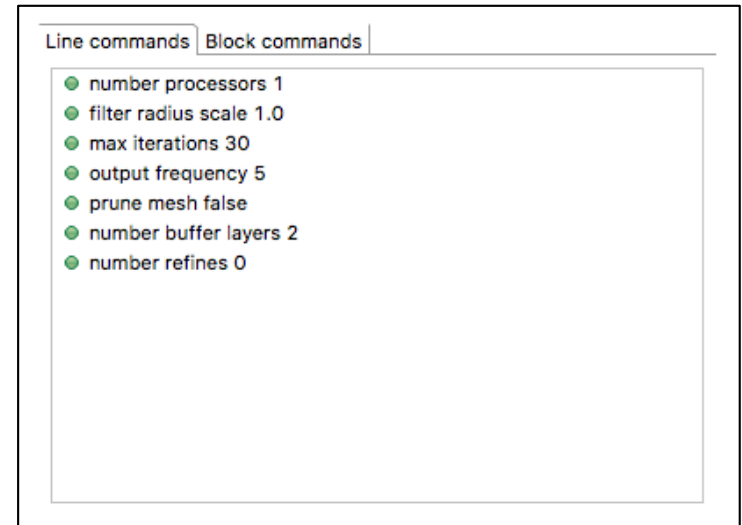 Line commands Block commands
number processors 1
filter radius scale 1.0
max iterations 30
output frequency 5
prune mesh false
number buffer layers 2
number refines 0